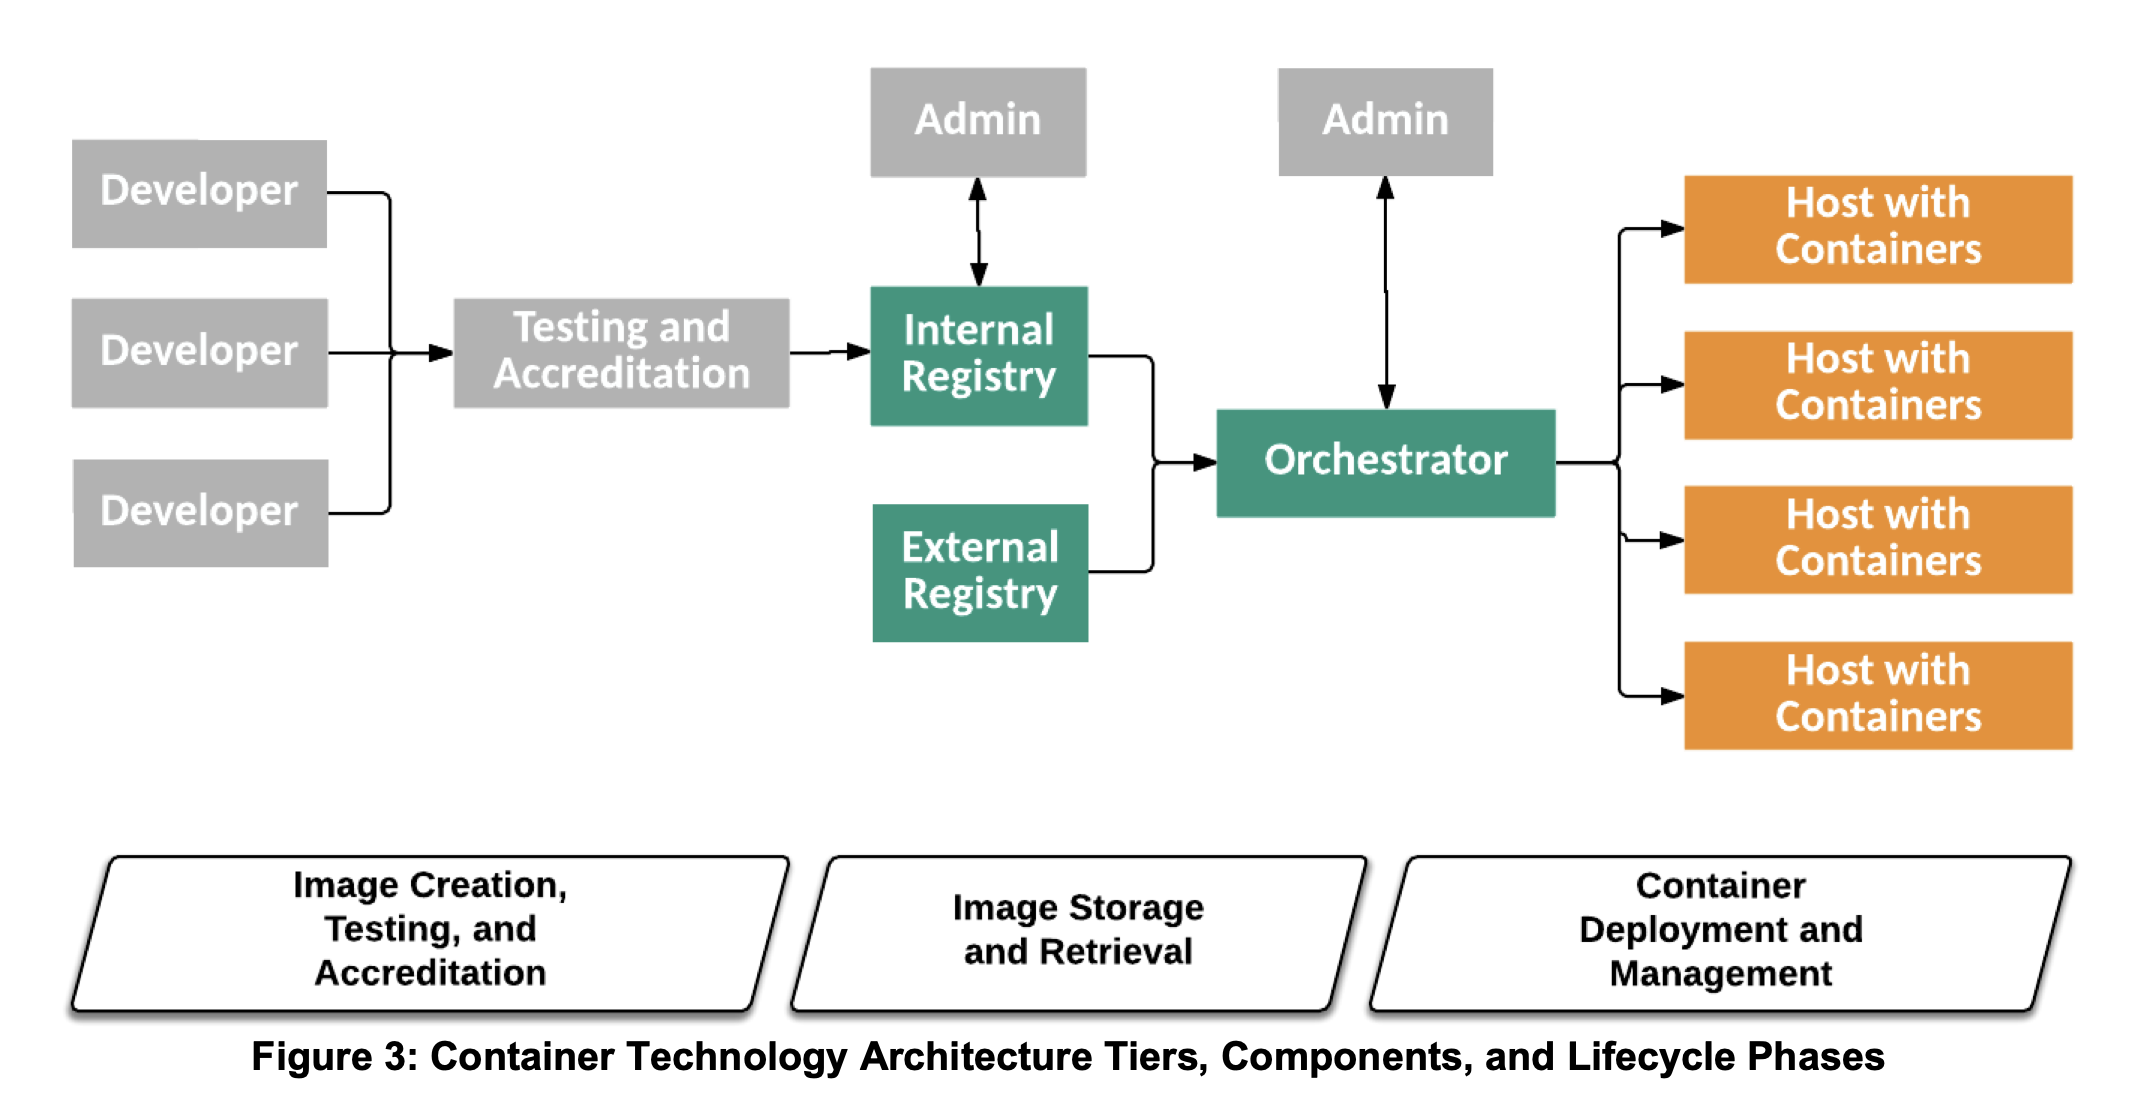 Admin
Admin
Developer
Developer
Developer
Testing and
Accreditation
Internal
Registry
External
Registry
Orchestrator
Host with
Containers
Host with
Containers
Host with
Containers
Host with
Containers
Image Creation,
Testing, and
Accreditation
Image Storage
and Retrieval
Container
Deployment and
Management
Figure 3: Container Technology Architecture Tiers, Components, and Lifecycle Phases